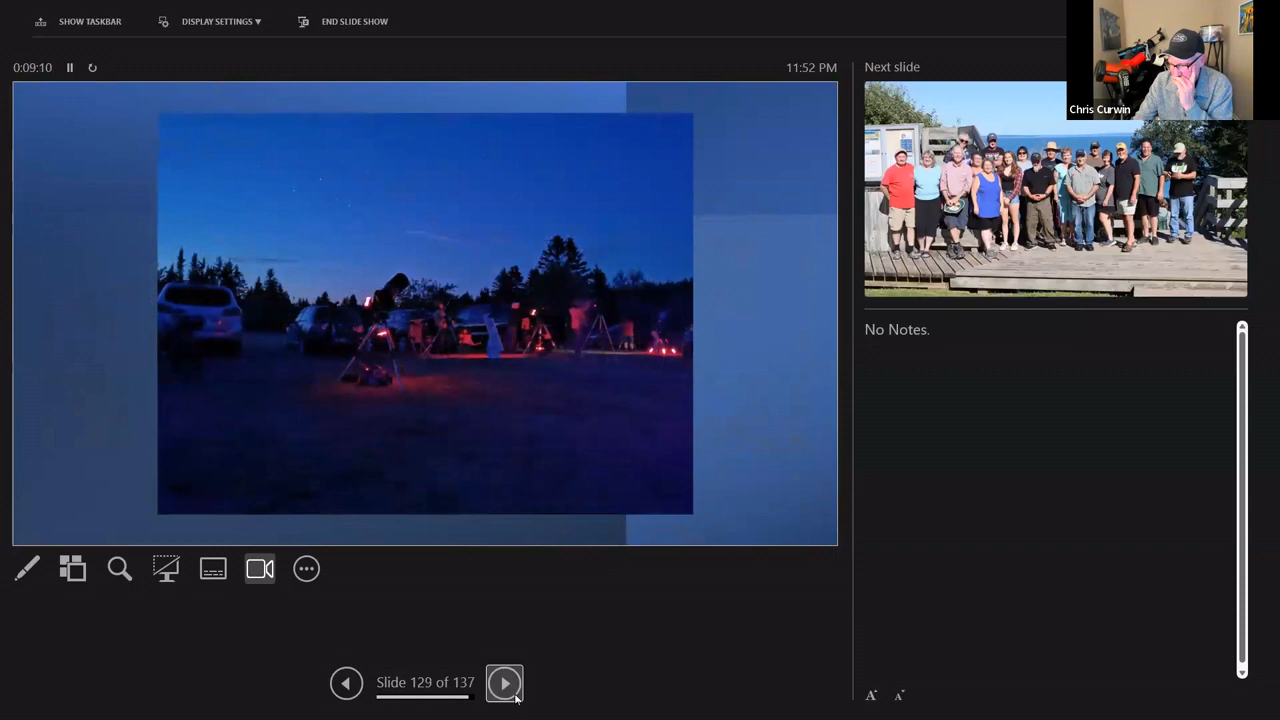 SHOW TASKBAR
DISPLAY SETTINGS ▾
END SLIDE SHOW
0:09:10
11:52 PM
Next slide
Chris Curwin
No Notes.
Slide 129 of 137
A A